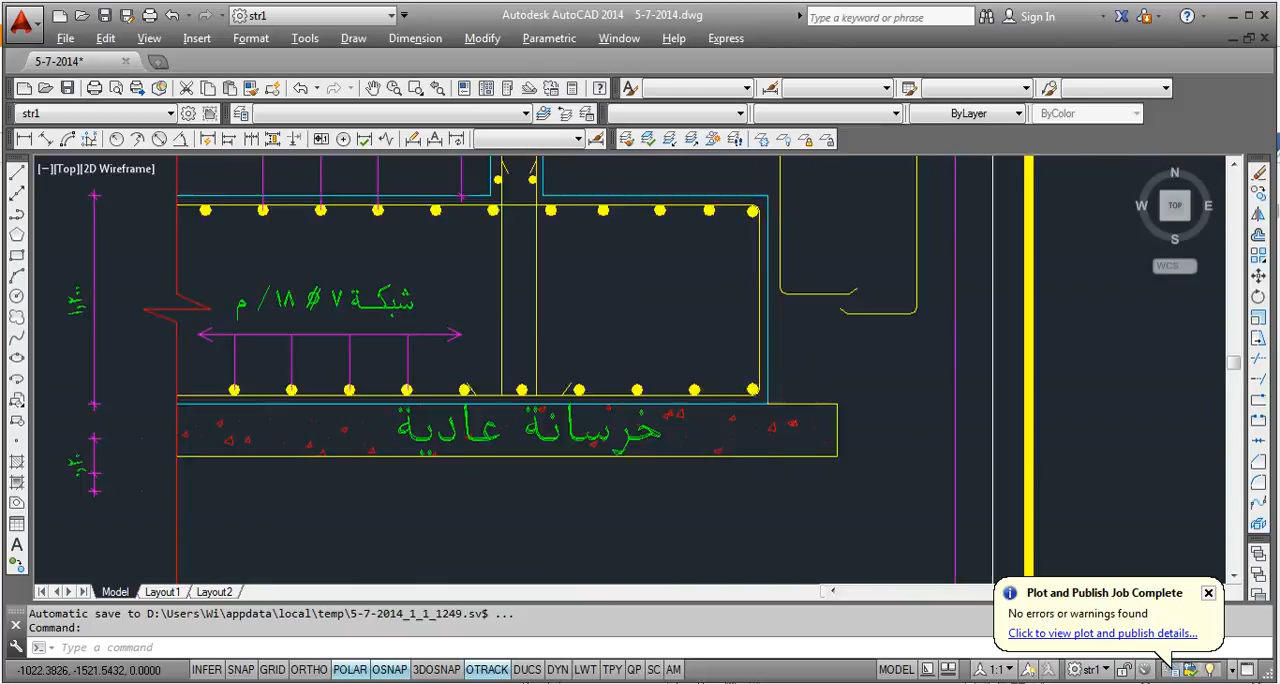 str1
Autodesk AutoCAD 2014 5-7-2014.dwg
Type a keyword or phrase
Sign In
File Edit View Insert Format Tools Draw Dimension Modify Parametric Window Help Express
5-7-2014*
str1
ByLayer
ByColor
[−][Top][2D Wireframe]
N
W TOP E
S
WCS
شبكة ٧ ø ١٨ / م
خرسانة عادية
Model Layout1 Layout2
Automatic save to D:\Users\Wi\appdata\local\temp\5-7-2014_1_1_1249.sv$ ...
Command:
Type a command
Plot and Publish Job Complete
No errors or warnings found
Click to view plot and publish details...
-1022.3826, -1521.5432, 0.0000 INFER SNAP GRID ORTHO POLAR OSNAP 3DOSNAP OTRACK DUCS DYN LWT TPY QP SC AM MODEL 1:1 str1